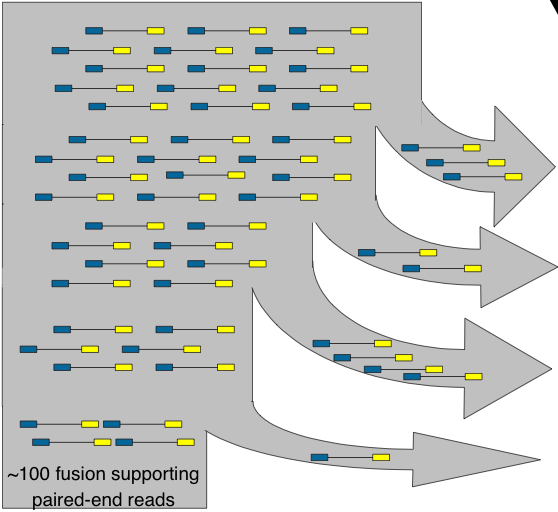 ~100 fusion supporting
paired-end reads